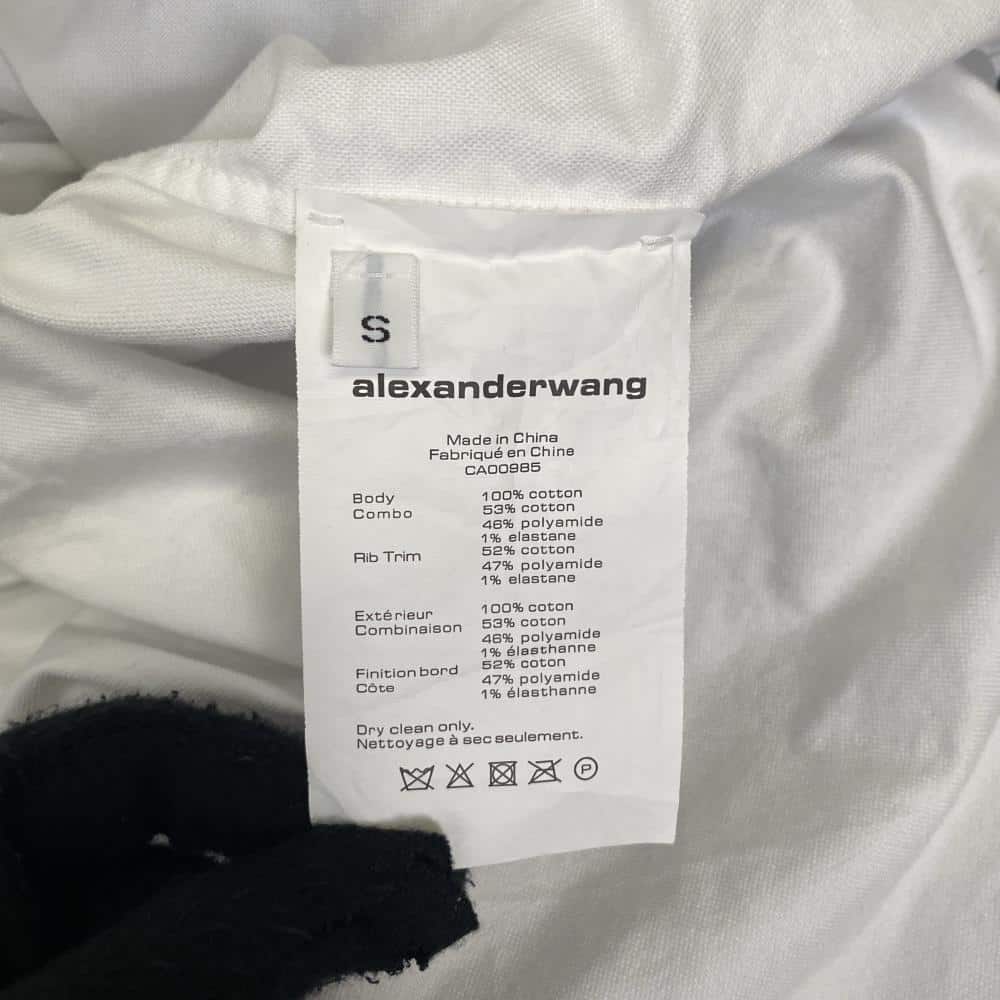 S
alexanderwang
Made in China
Fabriqué en Chine
CA00985
Body 100% cotton
Combo 53% cotton
46% polyamide
1% elastane
Rib Trim 52% cotton
47% polyamide
1% elastane
Extérieur 100% coton
Combinaison 53% coton
46% polyamide
1% élasthanne
Finition bord 52% coton
Côte 47% polyamide
1% élasthanne
Dry clean only.
Nettoyage à sec seulement.
P